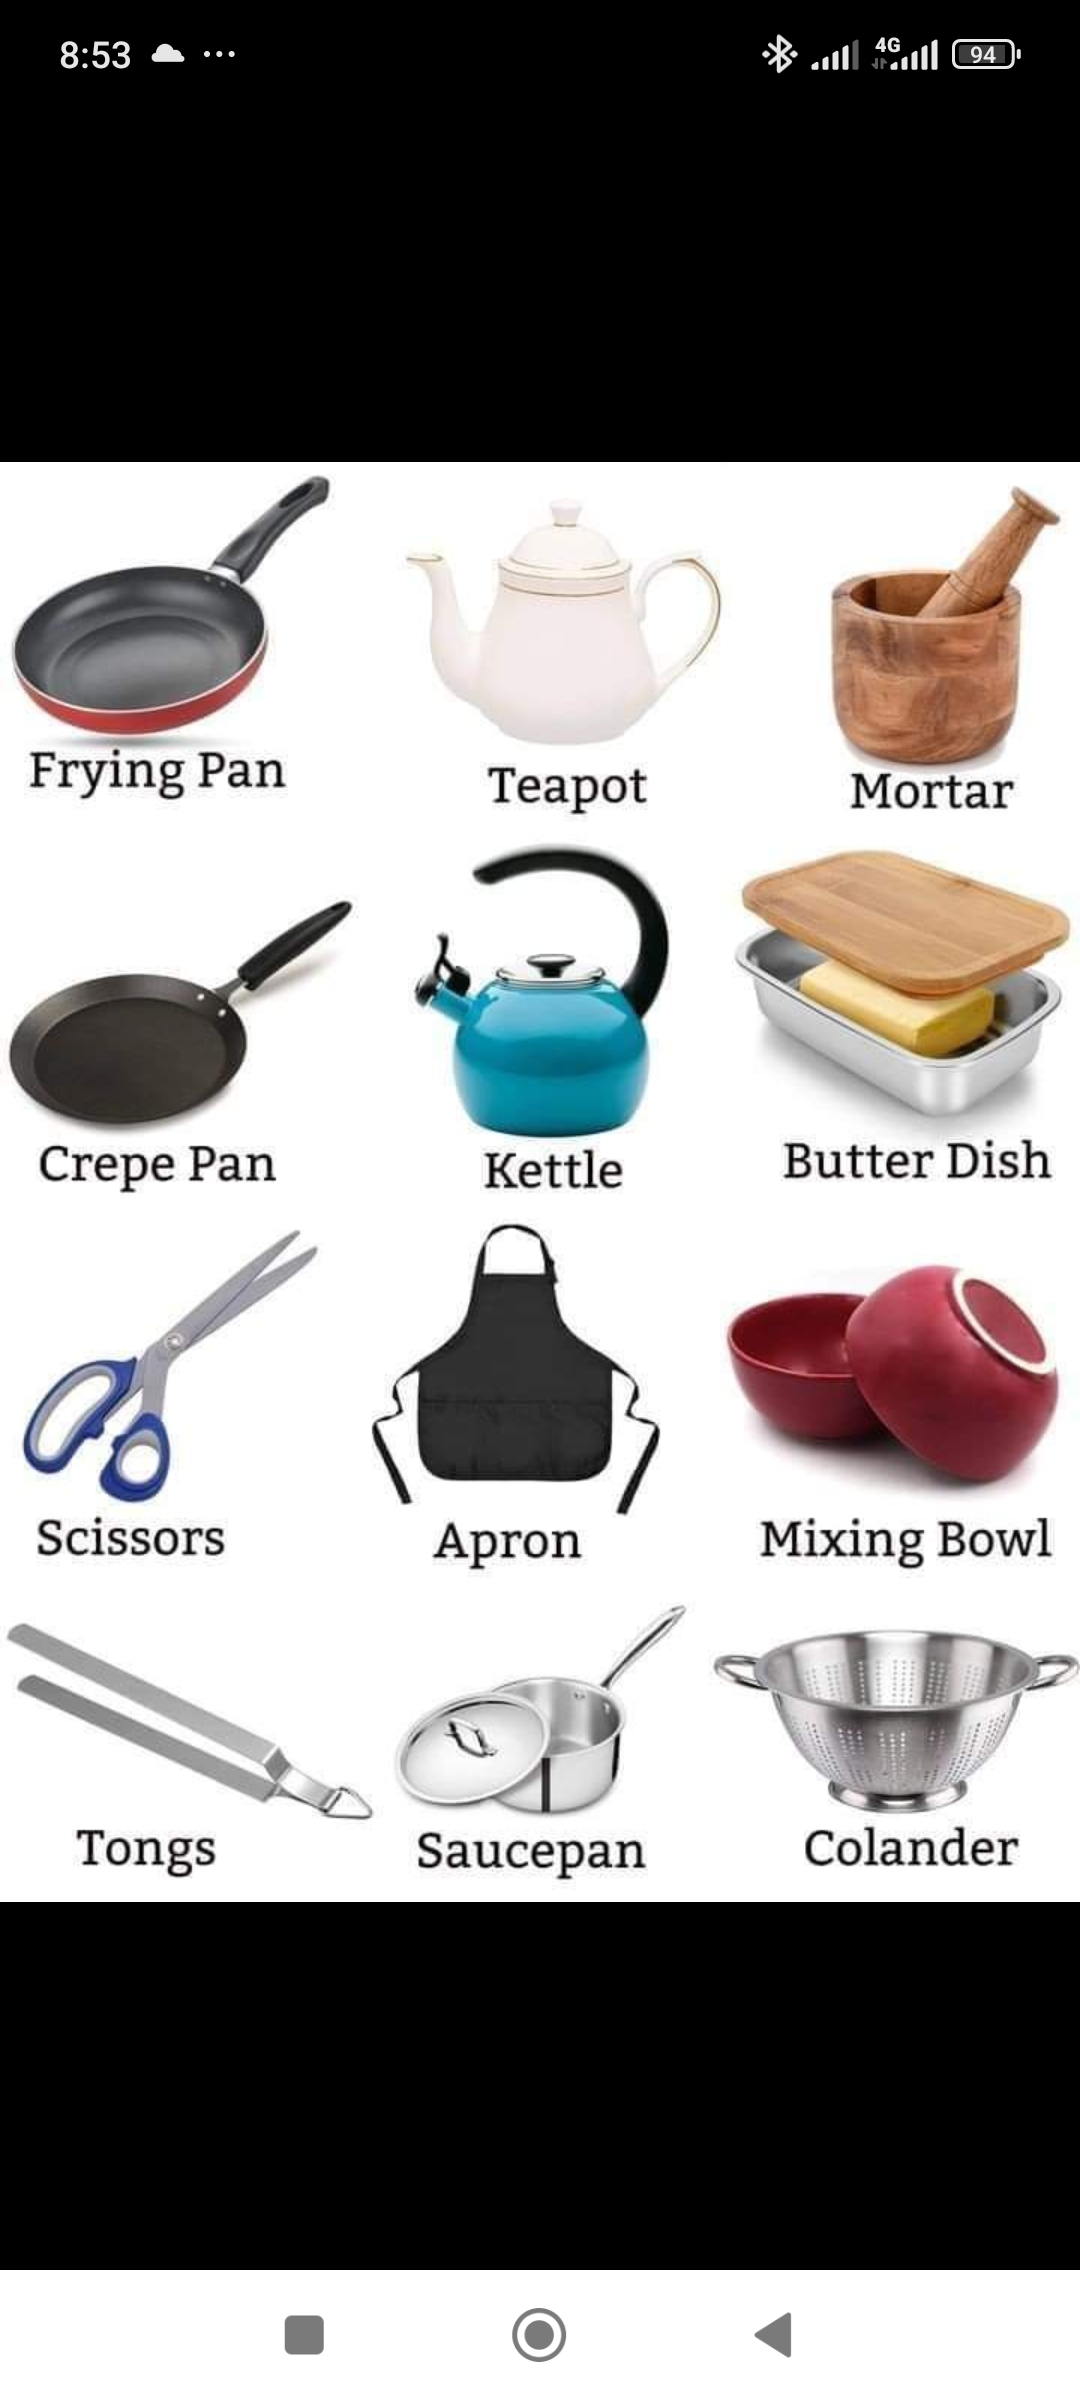 8:53
4G
94
Frying Pan
Teapot
Mortar
Crepe Pan
Kettle
Butter Dish
Scissors
Apron
Mixing Bowl
Tongs
Saucepan
Colander